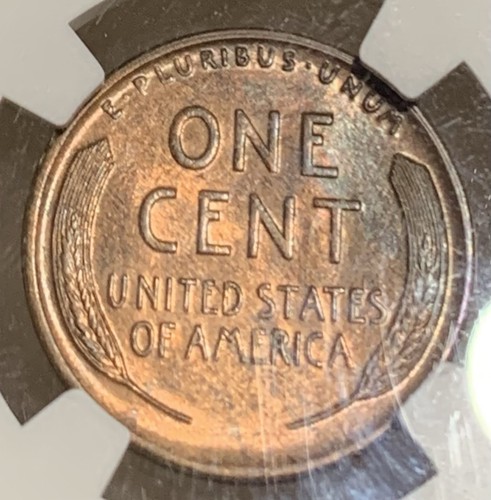 E·PLURIBUS·UNUM
ONE
CENT
UNITED STATES
OF AMERICA